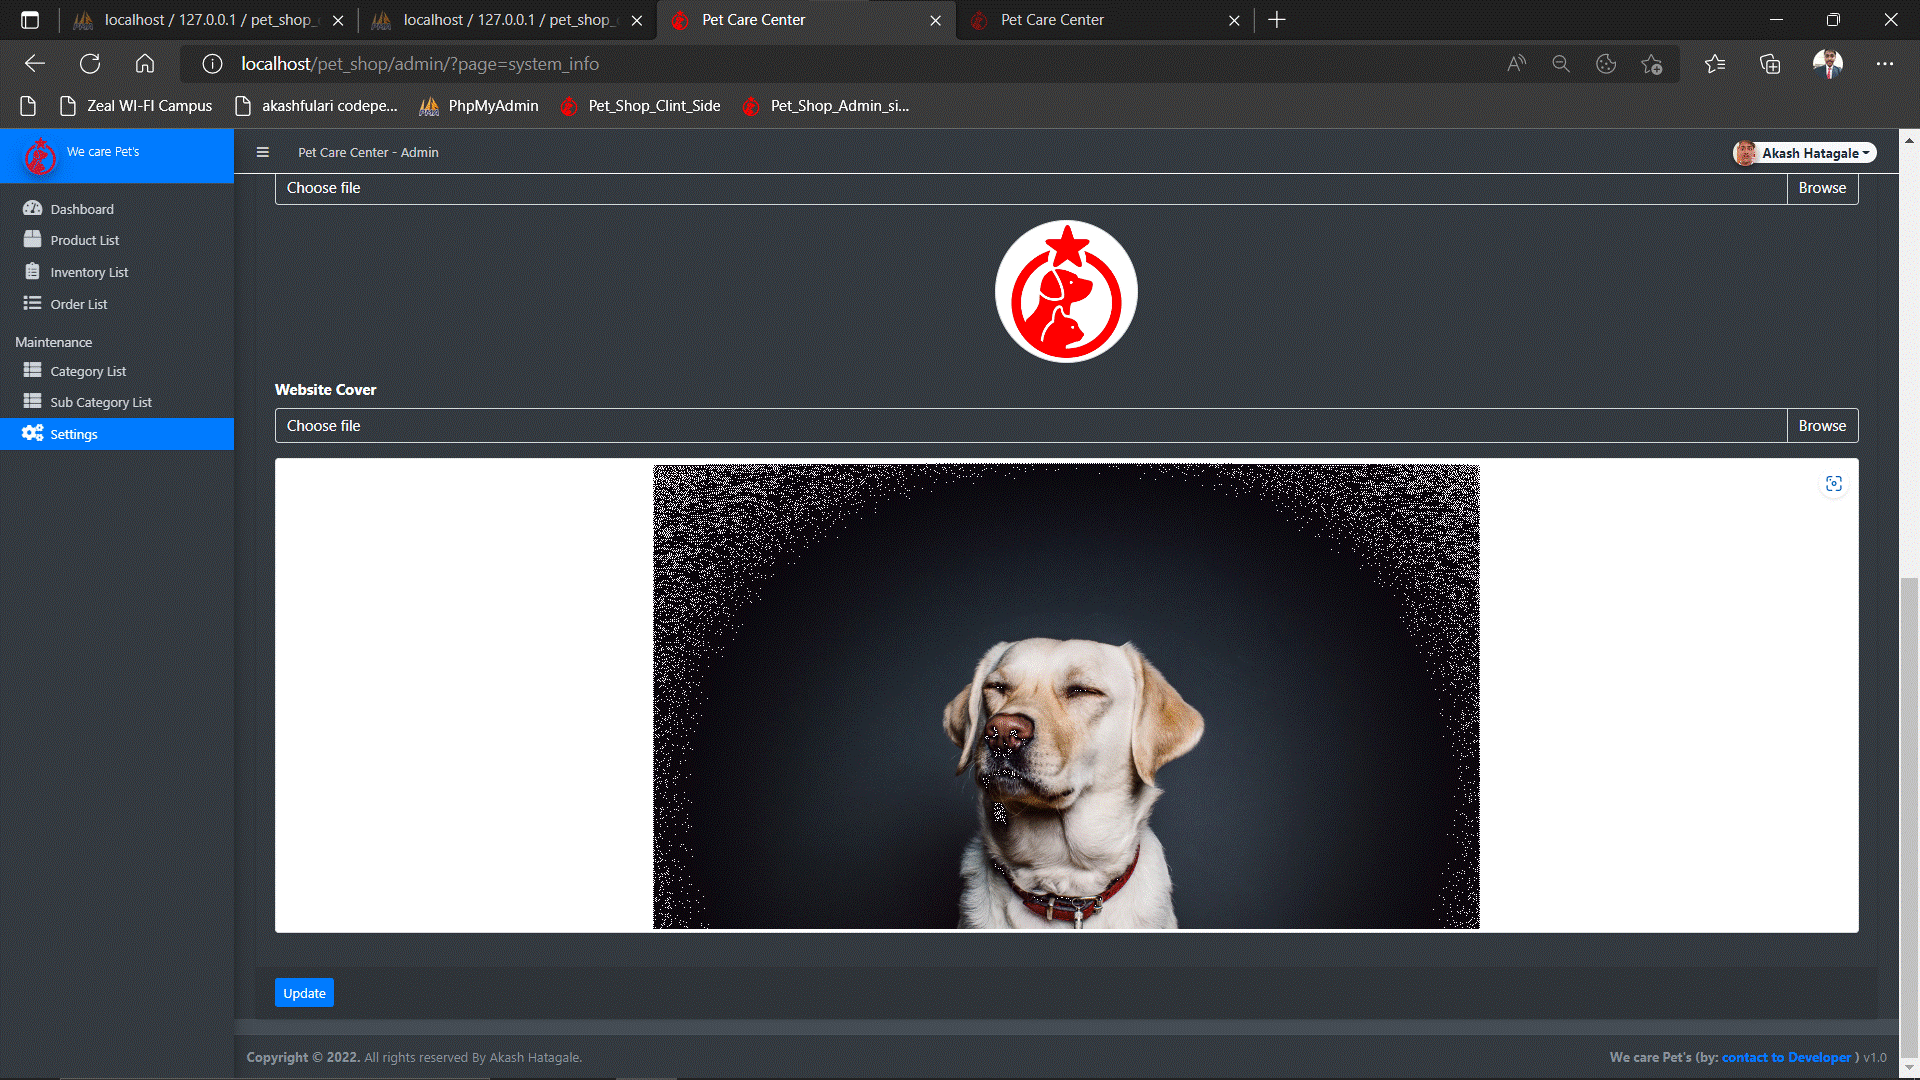 localhost / 127.0.0.1 / pet_shop_
localhost / 127.0.0.1 / pet_shop_
Pet Care Center
Pet Care Center
localhost/pet_shop/admin/?page=system_info
Zeal WI-FI Campus
akashfulari codepe...
PhpMyAdmin
Pet_Shop_Clint_Side
Pet_Shop_Admin_si...
We care Pet's
Pet Care Center - Admin
Akash Hatagale
Dashboard
Product List
Inventory List
Order List
Maintenance
Category List
Sub Category List
Settings
Choose file
Browse
Website Cover
Choose file
Browse
Update
Copyright © 2022. All rights reserved By Akash Hatagale.
We care Pet's (by: contact to Developer ) v1.0